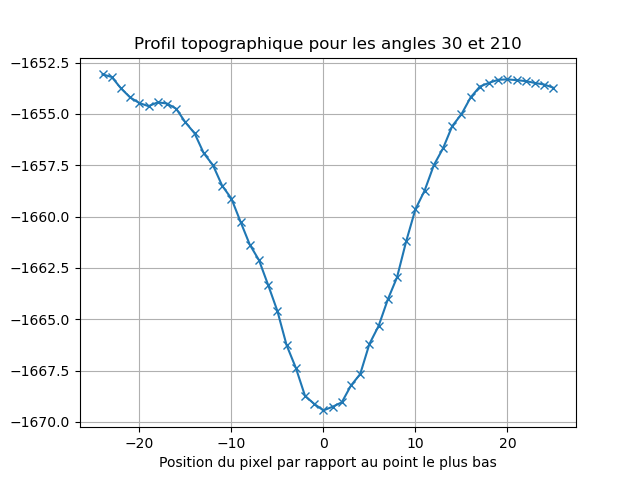 Profil topographique pour les angles 30 et 210
−1652.5
−1655.0
−1657.5
−1660.0
−1662.5
−1665.0
−1667.5
−1670.0
−20 −10 0 10 20
Position du pixel par rapport au point le plus bas